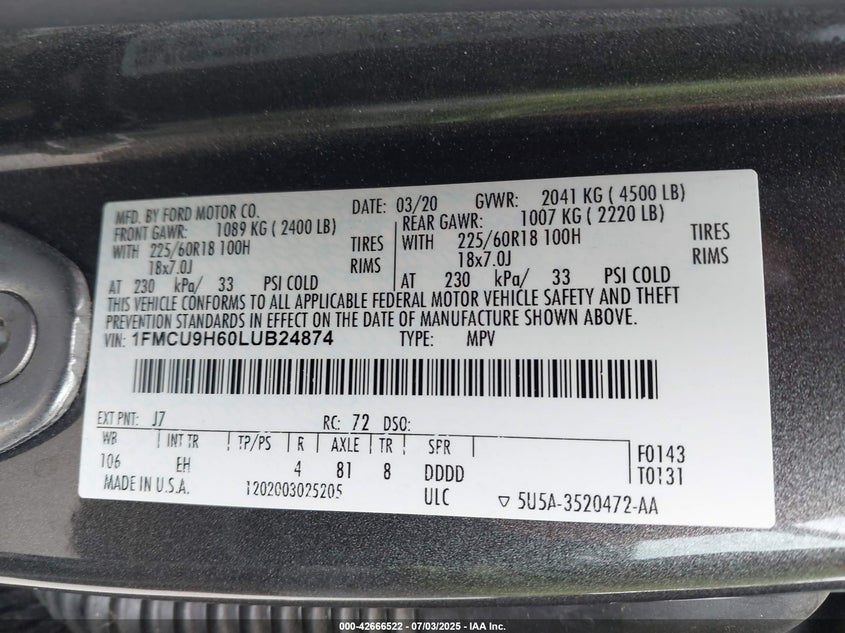 MFD. BY FORD MOTOR CO. DATE: 03/20 GVWR: 2041 KG ( 4500 LB)
FRONT GAWR: 1089 KG ( 2400 LB) REAR GAWR: 1007 KG ( 2220 LB)
WITH 225/60R18 100H TIRES WITH 225/60R18 100H TIRES
18x7.0J RIMS 18x7.0J RIMS
AT 230 kPa/ 33 PSI COLD AT 230 kPa/ 33 PSI COLD
THIS VEHICLE CONFORMS TO ALL APPLICABLE FEDERAL MOTOR VEHICLE SAFETY AND THEFT
PREVENTION STANDARDS IN EFFECT ON THE DATE OF MANUFACTURE SHOWN ABOVE.
VIN: 1FMCU9H60LUB24874 TYPE: MPV
EXT PNT: J7 RC: 72 DSO:
WB INT TR TP/PS R AXLE TR SPR F0143
106 EH 4 81 8 DDDD T0131
MADE IN U.S.A. 1202003025205 ULC ▽ 5U5A-3520472-AA
000-42666522 - 07/03/2025 - IAA Inc.